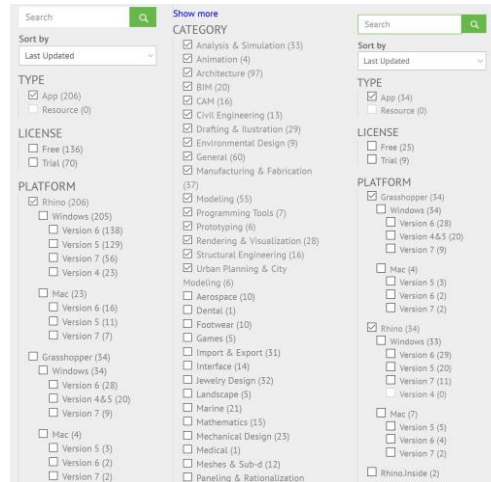 Search
Sort by
Last Updated
TYPE
App (206)
Resource (0)
LICENSE
Free (136)
Trial (70)
PLATFORM
Rhino (206)
Windows (205)
Version 6 (138)
Version 5 (129)
Version 7 (56)
Version 4 (23)
Mac (23)
Version 6 (16)
Version 5 (11)
Version 7 (7)
Grasshopper (34)
Windows (34)
Version 6 (28)
Version 4&5 (20)
Version 7 (9)
Mac (4)
Version 5 (3)
Version 6 (2)
Version 7 (2)
Show more
CATEGORY
Analysis & Simulation (33)
Animation (4)
Architecture (97)
BIM (20)
CAM (16)
Civil Engineering (13)
Drafting & Ilustration (29)
Environmental Design (9)
General (60)
Manufacturing & Fabrication
(37)
Modeling (55)
Programming Tools (7)
Prototyping (6)
Rendering & Visualization (28)
Structural Engineering (16)
Urban Planning & City
Modeling (6)
Aerospace (10)
Dental (1)
Footwear (10)
Games (5)
Import & Export (31)
Interface (14)
Jewelry Design (32)
Landscape (5)
Marine (21)
Mathematics (15)
Mechanical Design (23)
Medical (1)
Meshes & Sub-d (12)
Paneling & Rationalization
Search
Sort by
Last Updated
TYPE
App (34)
Resource (0)
LICENSE
Free (25)
Trial (9)
PLATFORM
Grasshopper (34)
Windows (34)
Version 6 (28)
Version 4&5 (20)
Version 7 (9)
Mac (4)
Version 5 (3)
Version 6 (2)
Version 7 (2)
Rhino (34)
Windows (33)
Version 6 (29)
Version 5 (20)
Version 7 (11)
Version 4 (0)
Mac (7)
Version 5 (5)
Version 6 (4)
Version 7 (2)
Rhino.Inside (2)